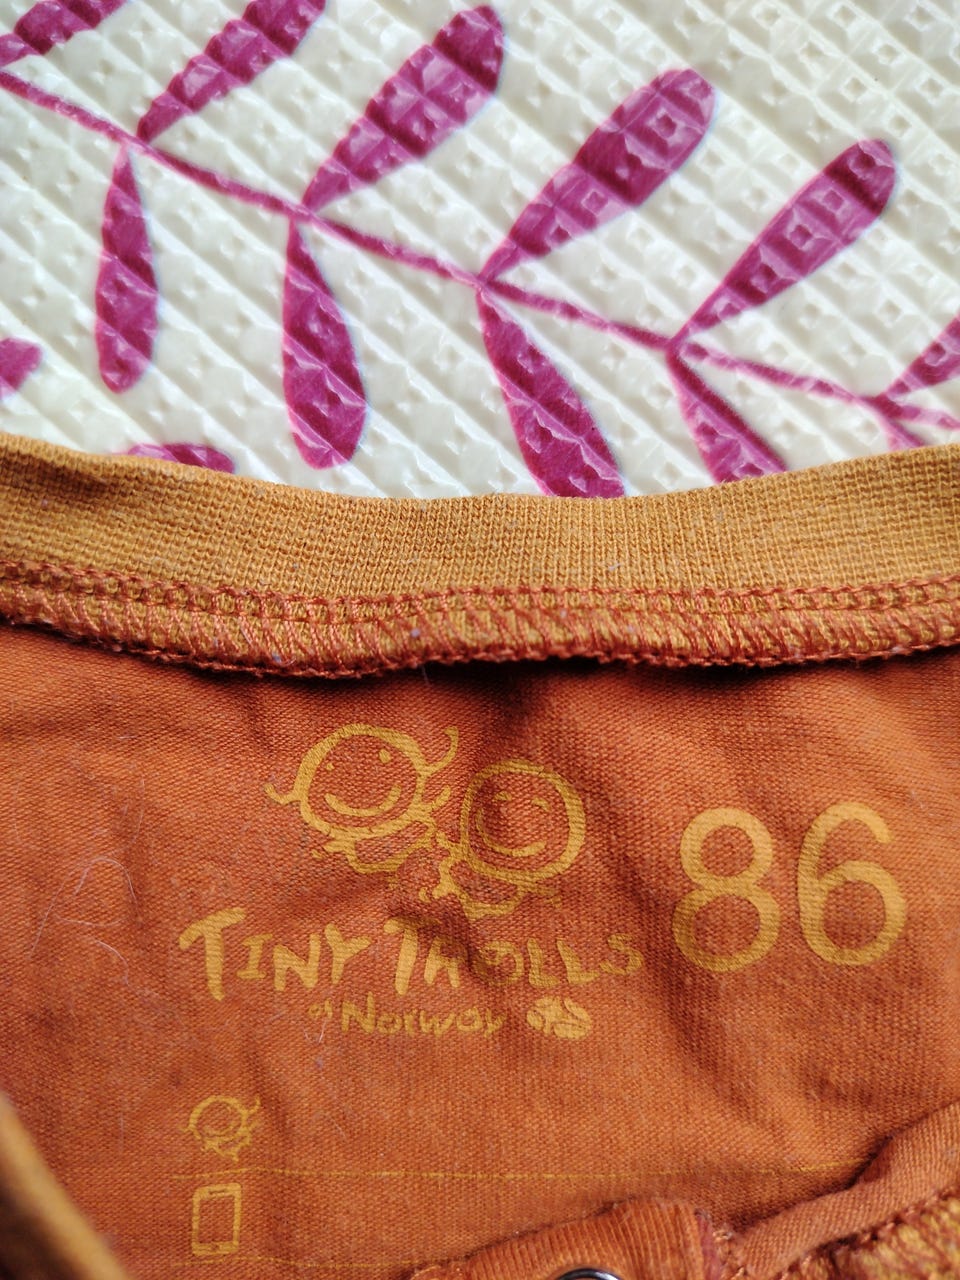 86
TINY TROLLS
of Norway